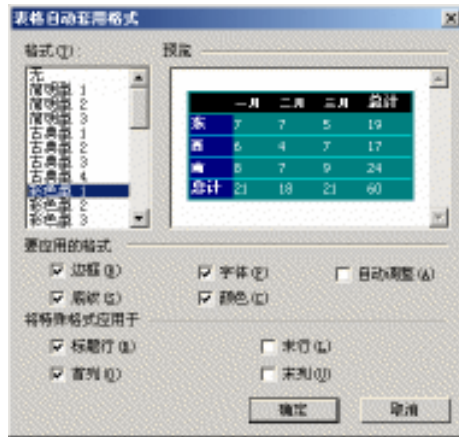 表格自动套用格式
格式(T):
预览
无
简明型 1
简明型 2
简明型 3
古典型 1
古典型 2
古典型 3
古典型 4
彩色型 1
彩色型 2
彩色型 3
一月 二月 三月 总计
东 7 7 5 19
西 6 4 7 17
南 8 7 9 24
总计 21 18 21 60
要应用的格式
边框(B) 字体(F) 自动调整(A)
底纹(S) 颜色(C)
将特殊格式应用于
标题行(R) 末行(L)
首列(O) 末列(U)
确定 取消